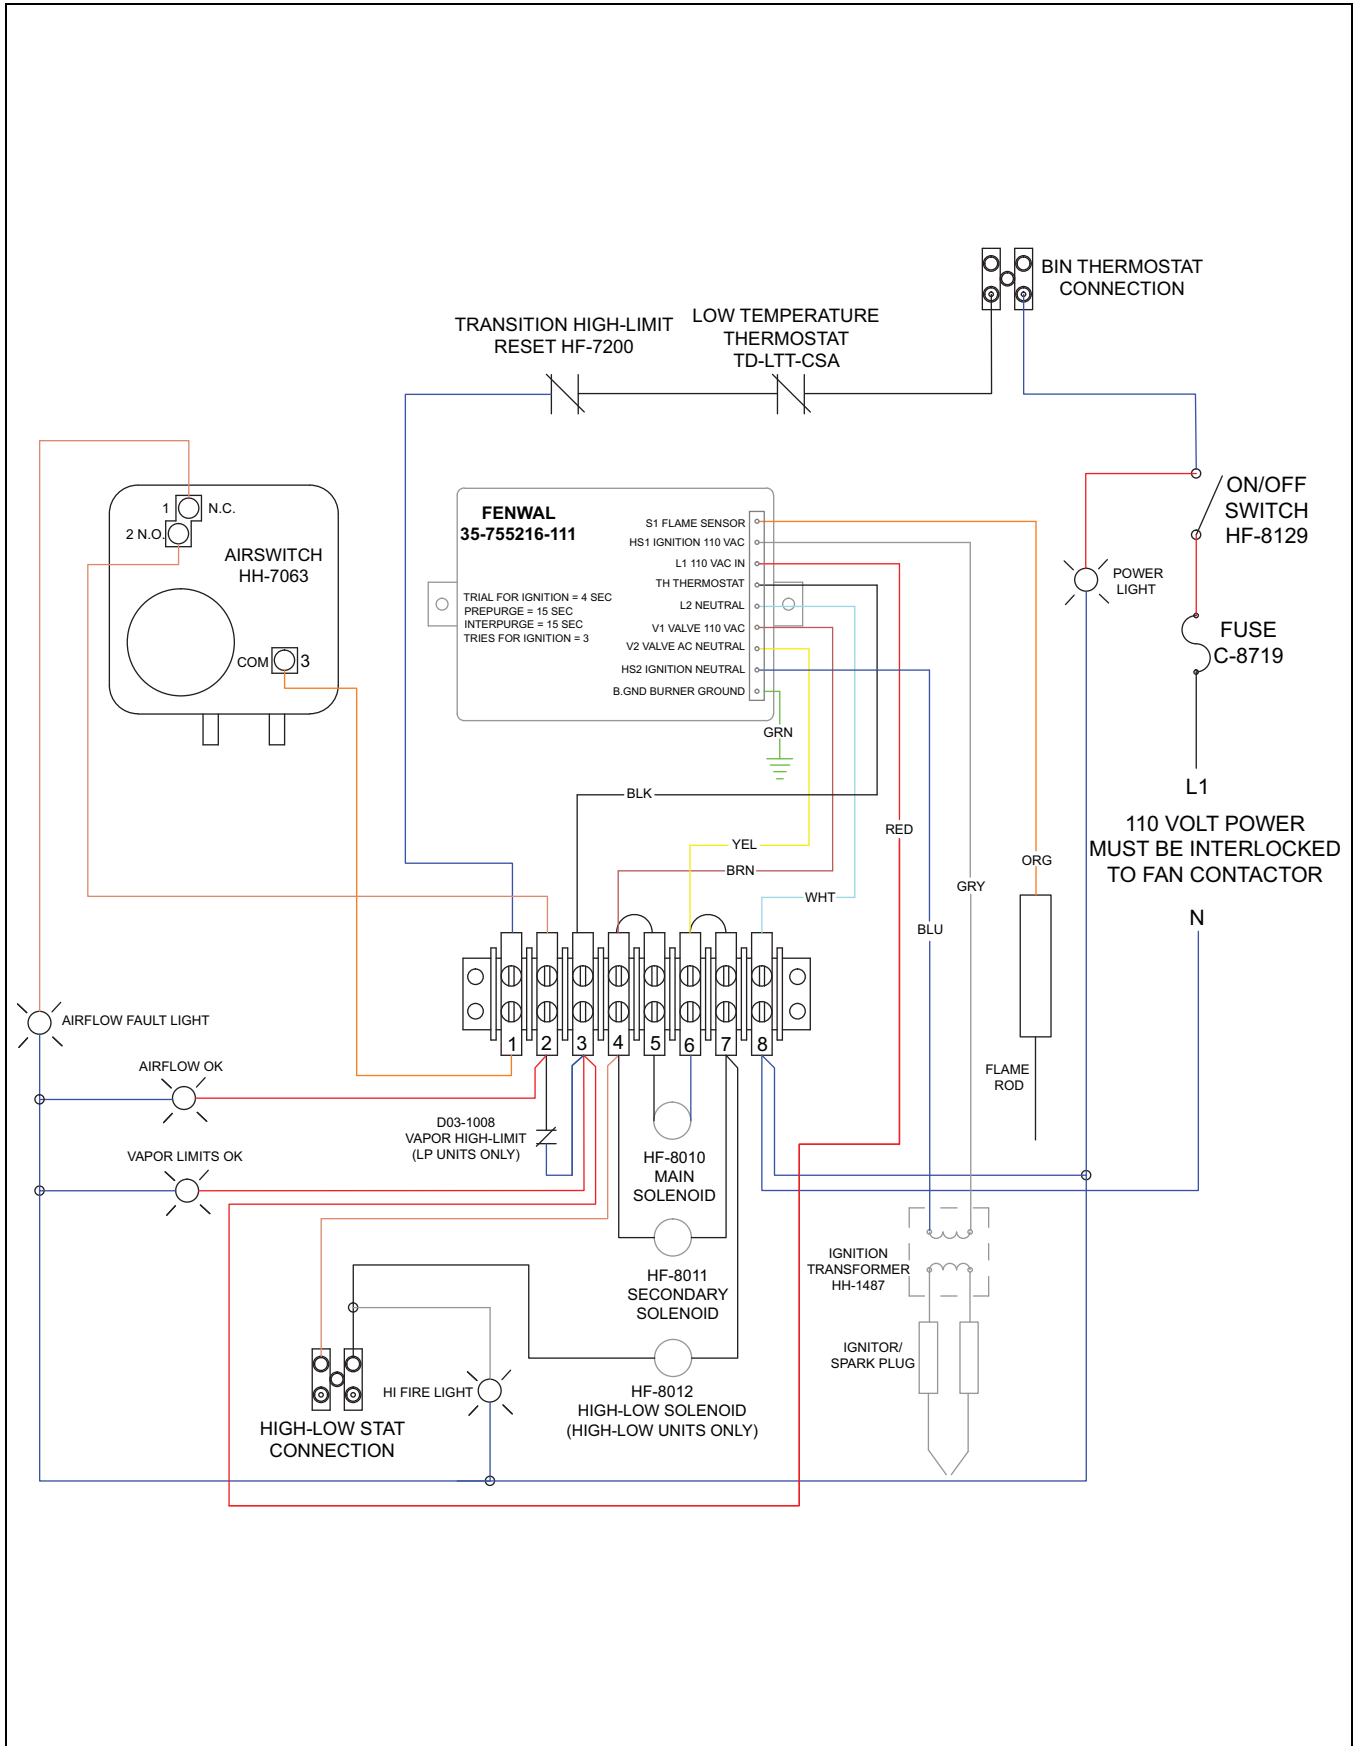 BIN THERMOSTAT
CONNECTION
TRANSITION HIGH-LIMIT
RESET HF-7200
LOW TEMPERATURE
THERMOSTAT
TD-LTT-CSA
ON/OFF
SWITCH
HF-8129
POWER
LIGHT
FUSE
C-8719
L1
110 VOLT POWER
MUST BE INTERLOCKED
TO FAN CONTACTOR
N
1
N.C.
2 N.O.
AIRSWITCH
HH-7063
COM
3
FENWAL
35-755216-111
TRIAL FOR IGNITION = 4 SEC
PREPURGE = 15 SEC
INTERPURGE = 15 SEC
TRIES FOR IGNITION = 3
S1 FLAME SENSOR
HS1 IGNITION 110 VAC
L1 110 VAC IN
TH THERMOSTAT
L2 NEUTRAL
V1 VALVE 110 VAC
V2 VALVE AC NEUTRAL
HS2 IGNITION NEUTRAL
B.GND BURNER GROUND
GRN
BLK
YEL
BRN
WHT
RED
BLU
GRY
ORG
FLAME
ROD
1 2 3 4 5 6 7 8
AIRFLOW FAULT LIGHT
AIRFLOW OK
VAPOR LIMITS OK
D03-1008
VAPOR HIGH-LIMIT
(LP UNITS ONLY)
HF-8010
MAIN
SOLENOID
HF-8011
SECONDARY
SOLENOID
HF-8012
HIGH-LOW SOLENOID
(HIGH-LOW UNITS ONLY)
HI FIRE LIGHT
HIGH-LOW STAT
CONNECTION
IGNITION
TRANSFORMER
HH-1487
IGNITOR/
SPARK PLUG